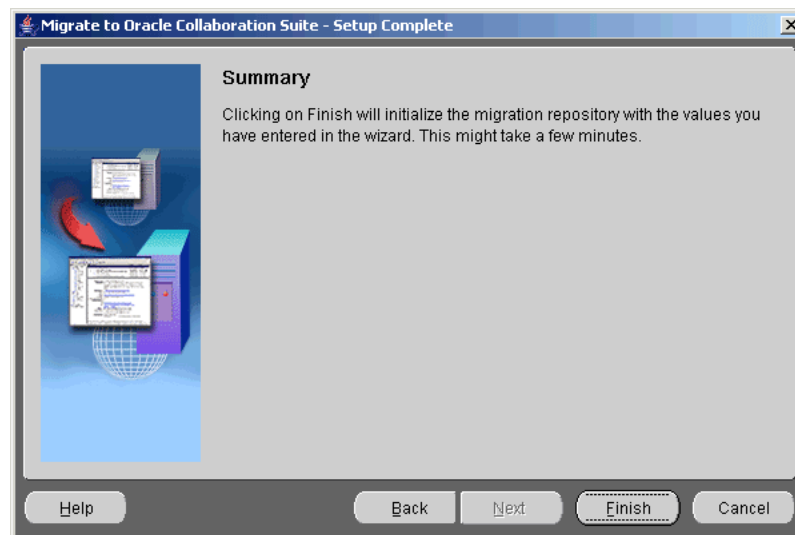 Migrate to Oracle Collaboration Suite - Setup Complete
Summary
Clicking on Finish will initialize the migration repository with the values you
have entered in the wizard. This might take a few minutes.
Help
Back
Next
Finish
Cancel